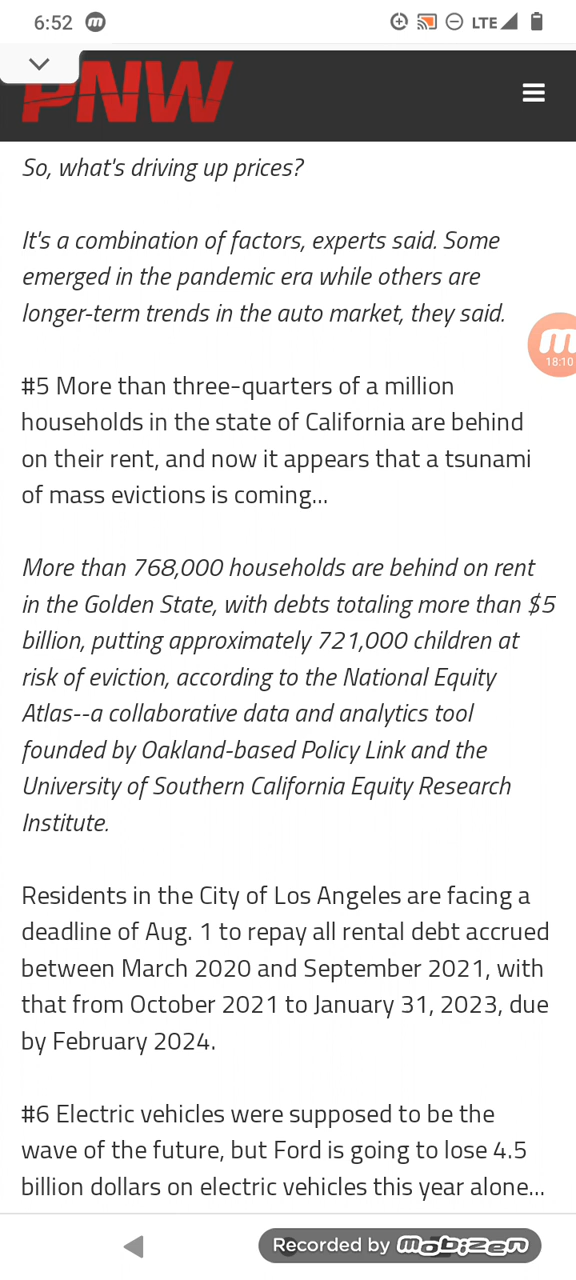 6:52 m LTE
PNW
So, what's driving up prices?
It's a combination of factors, experts said. Some
emerged in the pandemic era while others are
longer-term trends in the auto market, they said.
m
18:10
#5 More than three-quarters of a million
households in the state of California are behind
on their rent, and now it appears that a tsunami
of mass evictions is coming...
More than 768,000 households are behind on rent
in the Golden State, with debts totaling more than $5
billion, putting approximately 721,000 children at
risk of eviction, according to the National Equity
Atlas--a collaborative data and analytics tool
founded by Oakland-based Policy Link and the
University of Southern California Equity Research
Institute.
Residents in the City of Los Angeles are facing a
deadline of Aug. 1 to repay all rental debt accrued
between March 2020 and September 2021, with
that from October 2021 to January 31, 2023, due
by February 2024.
#6 Electric vehicles were supposed to be the
wave of the future, but Ford is going to lose 4.5
billion dollars on electric vehicles this year alone...
Recorded by mobizen